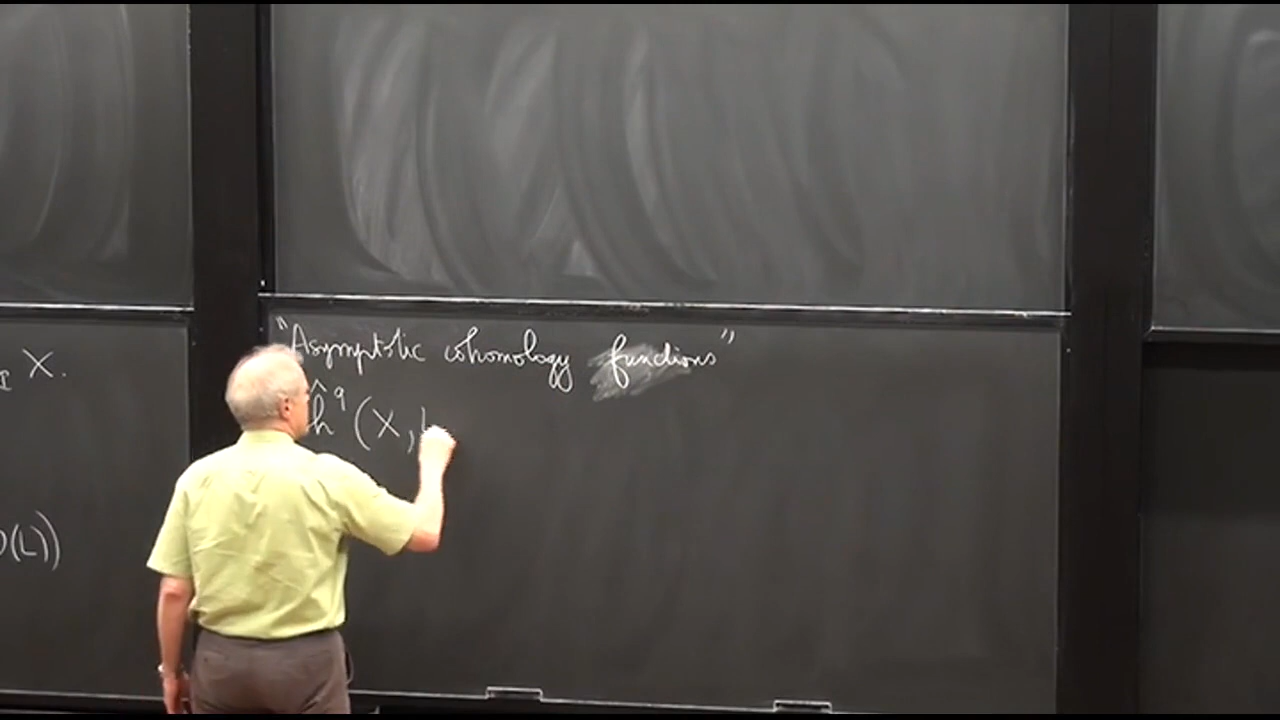 X.
O(L))
"Asymptotic cohomology functions"
ĥ^q (X, L